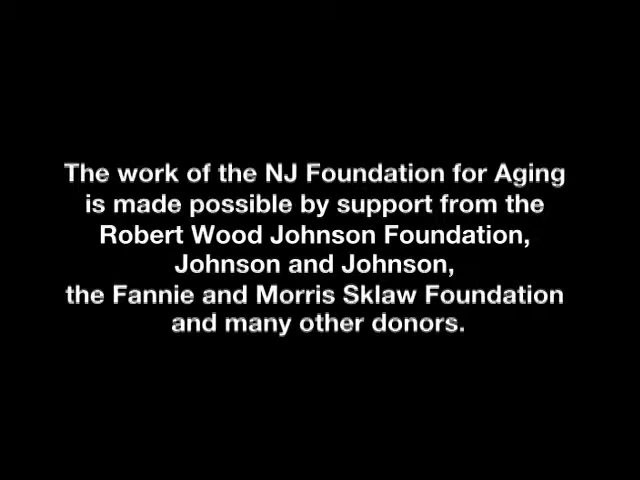 The work of the NJ Foundation for Aging
is made possible by support from the
Robert Wood Johnson Foundation,
Johnson and Johnson,
the Fannie and Morris Sklaw Foundation
and many other donors.